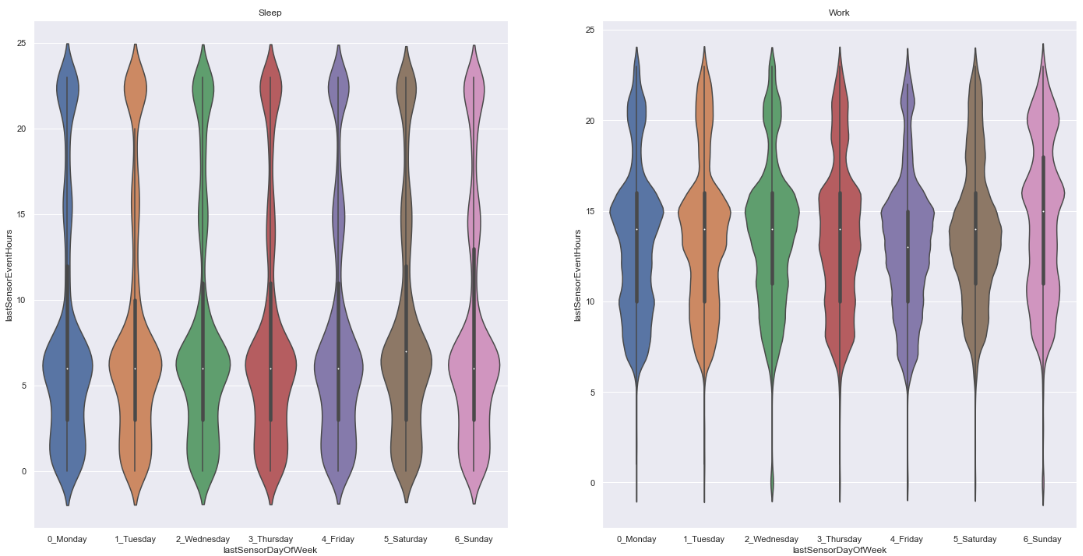 Sleep
25
20
15
10
5
0
lastSensorEventHours
0_Monday 1_Tuesday 2_Wednesday 3_Thursday 4_Friday 5_Saturday 6_Sunday
lastSensorDayOfWeek
Work
25
20
15
10
5
0
lastSensorEventHours
0_Monday 1_Tuesday 2_Wednesday 3_Thursday 4_Friday 5_Saturday 6_Sunday
lastSensorDayOfWeek